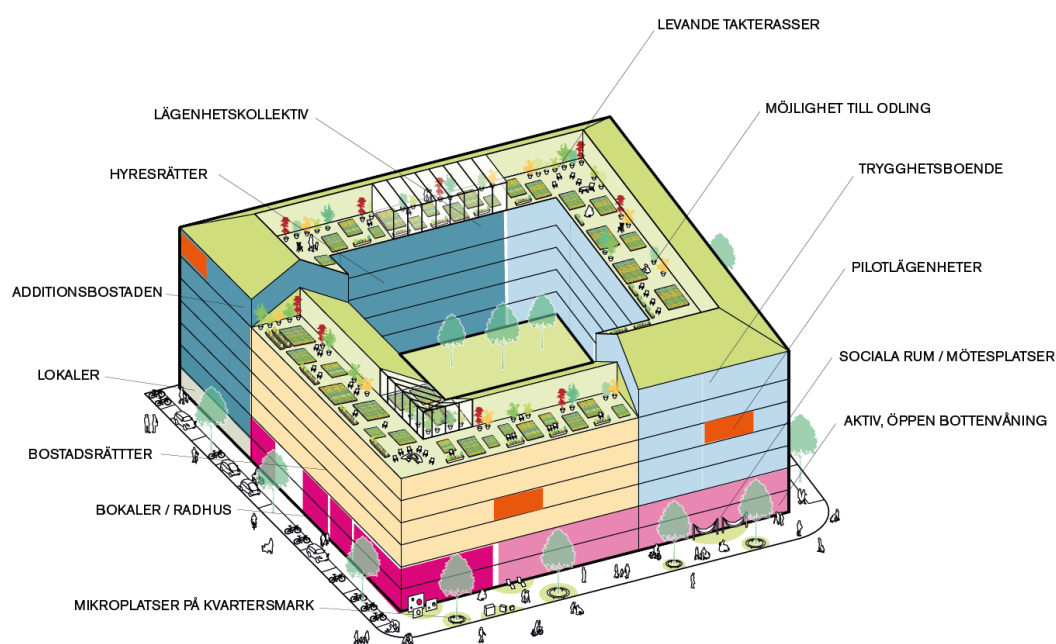 LEVANDE TAKTERASSER
LÄGENHETSKOLLEKTIV
MÖJLIGHET TILL ODLING
HYRESRÄTTER
TRYGGHETSBOENDE
PILOTLÄGENHETER
ADDITIONSBOSTADEN
SOCIALA RUM / MÖTESPLATSER
LOKALER
AKTIV, ÖPPEN BOTTENVÅNING
BOSTADSRÄTTTER
BOKALER / RADHUS
MIKROPLATSER PÅ KVARTERSMARK